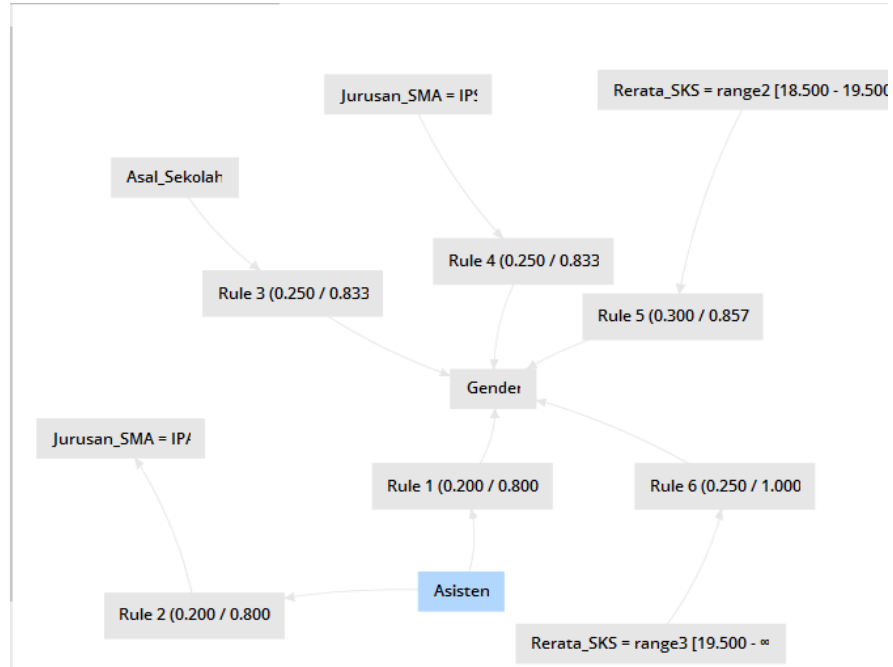 Jurusan_SMA = IPS
Rerata_SKS = range2 [18.500 - 19.500
Asal_Sekolah
Rule 4 (0.250 / 0.833
Rule 3 (0.250 / 0.833
Rule 5 (0.300 / 0.857
Gender
Jurusan_SMA = IPA
Rule 1 (0.200 / 0.800
Rule 6 (0.250 / 1.000
Asisten
Rule 2 (0.200 / 0.800
Rerata_SKS = range3 [19.500 - ∞